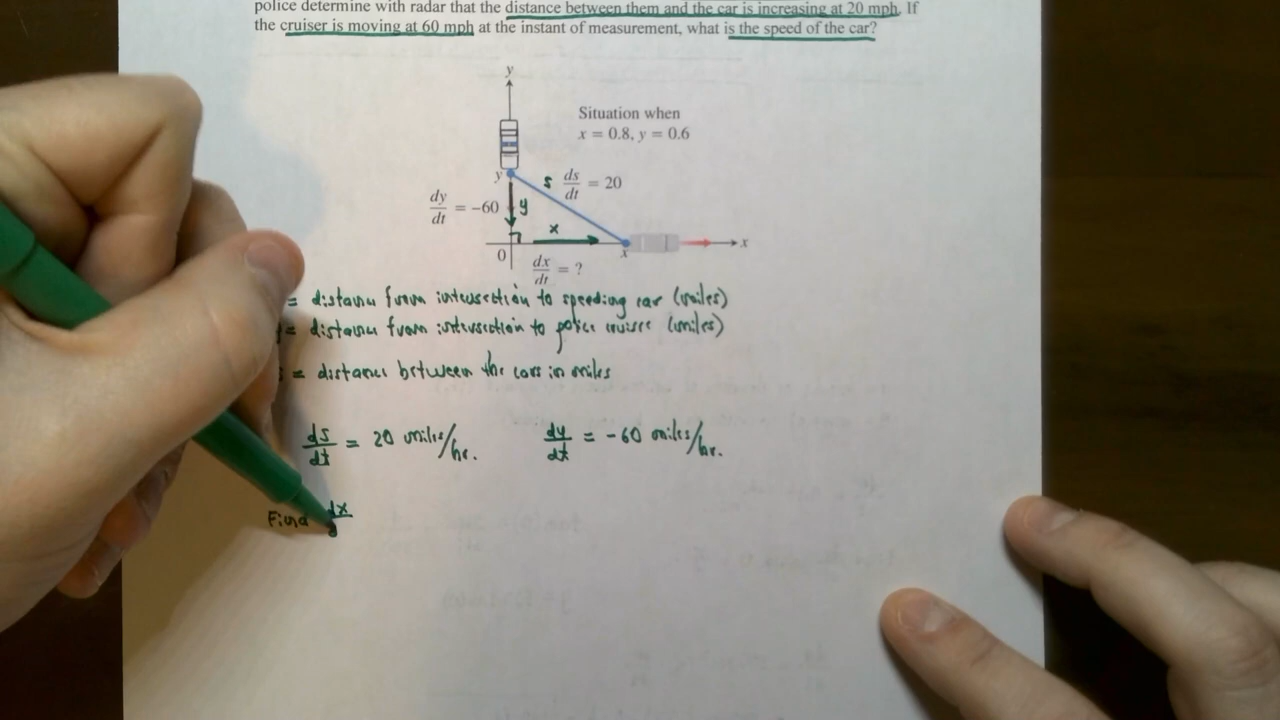 police determine with radar that the distance between them and the car is increasing at 20 mph. If
the cruiser is moving at 60 mph at the instant of measurement, what is the speed of the car?
y
Situation when
x = 0.8, y = 0.6
y
s ds/dt = 20
dy/dt = −60
y
x
0
x
x
dx/dt = ?
= distance from intersection to speeding car (miles)
= distance from intersection to police cruiser (miles)
= distance between the cars in miles
ds/dt = 20 miles/hr. dy/dt = -60 miles/hr.
Find dx